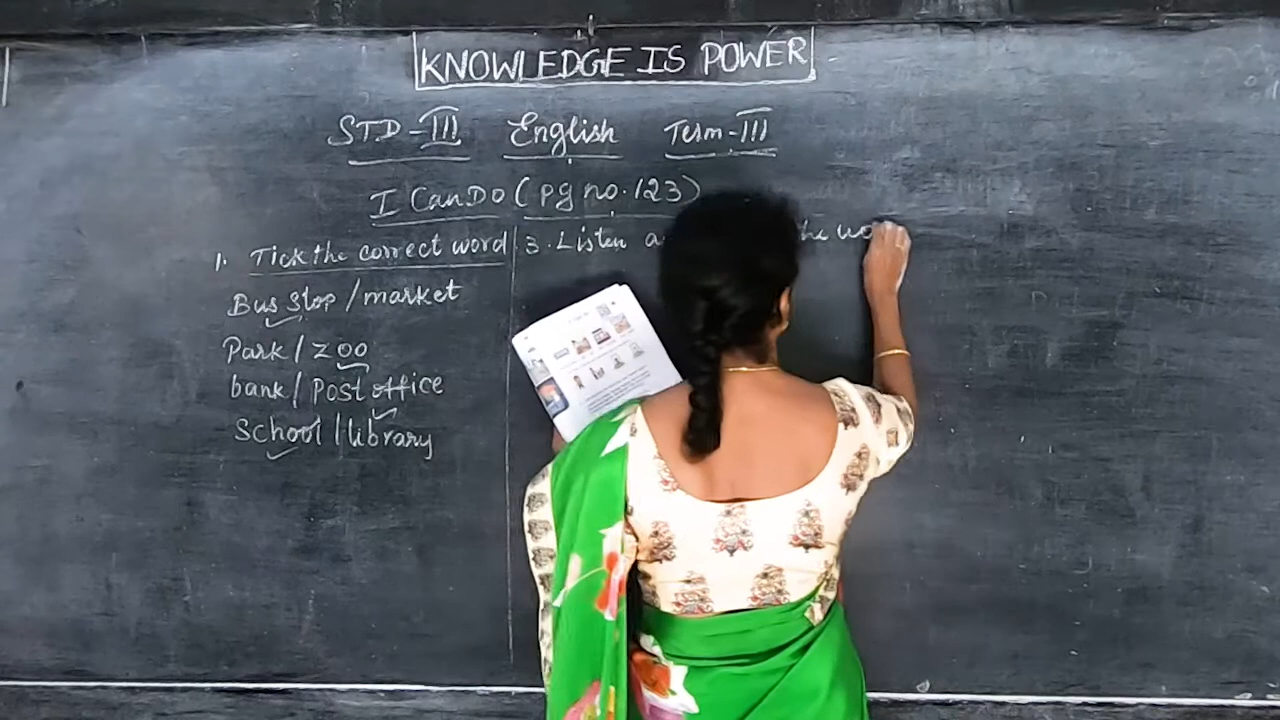 KNOWLEDGE IS POWER
STD-III English Term-III
I Can Do (pg no. 123)
1. Tick the correct word
Bus Stop / market
Park / zoo
bank / Post office
School / library
3. Listen